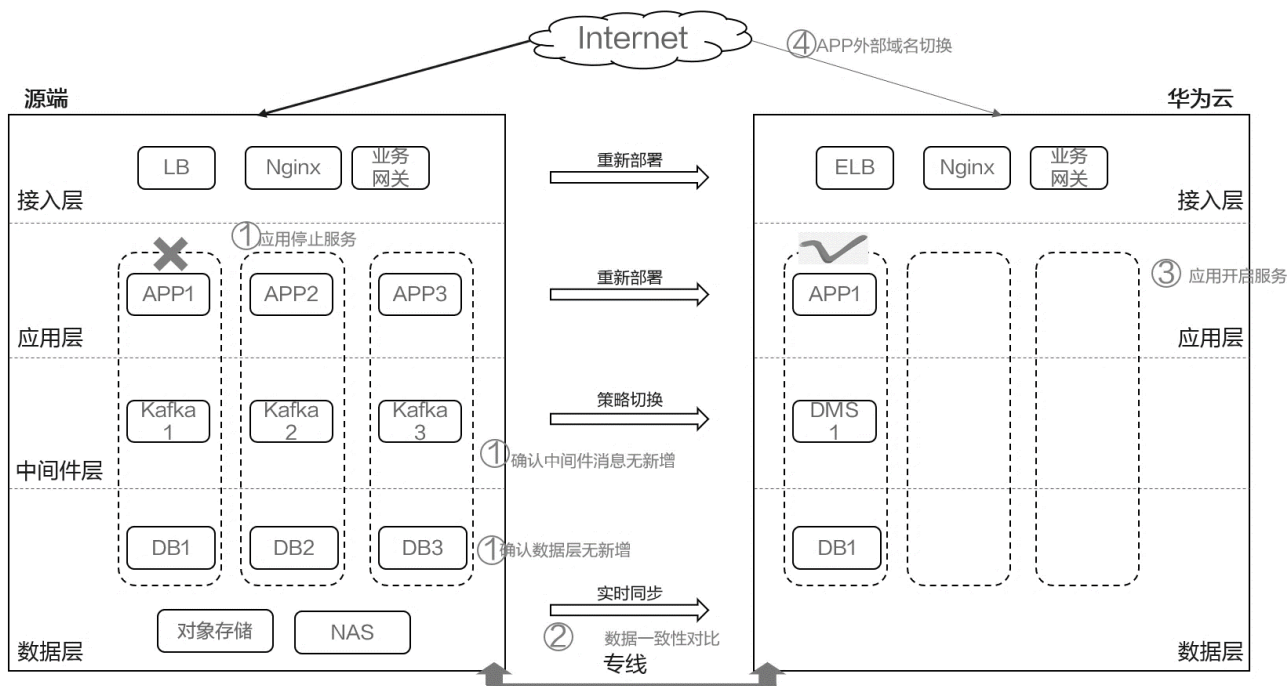 Internet
④APP外部域名切换
源端
华为云
LB
Nginx
业务
网关
接入层
重新部署
ELB
Nginx
业务
网关
接入层
①应用停止服务
APP1
APP2
APP3
应用层
重新部署
APP1
③ 应用开启服务
应用层
Kafka
1
Kafka
2
Kafka
3
①确认中间件消息无新增
中间件层
策略切换
DMS
1
DB1
DB2
DB3
①确认数据层无新增
对象存储
NAS
数据层
实时同步
② 数据一致性对比
专线
DB1
数据层